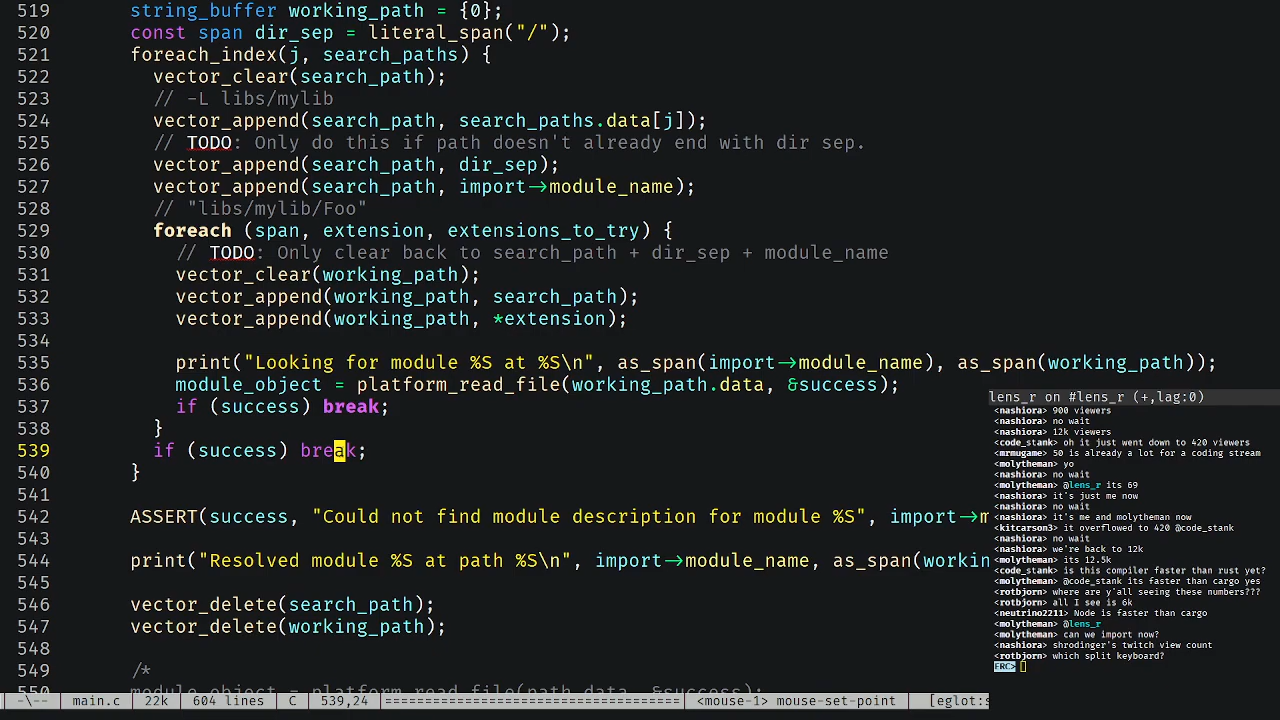 519 string_buffer working_path = {0};
520 const span dir_sep = literal_span("/");
521 foreach_index(j, search_paths) {
522 vector_clear(search_path);
523 // -L libs/mylib
524 vector_append(search_path, search_paths.data[j]);
525 // TODO: Only do this if path doesn't already end with dir sep.
526 vector_append(search_path, dir_sep);
527 vector_append(search_path, import->module_name);
528 // "libs/mylib/Foo"
529 foreach (span, extension, extensions_to_try) {
530 // TODO: Only clear back to search_path + dir_sep + module_name
531 vector_clear(working_path);
532 vector_append(working_path, search_path);
533 vector_append(working_path, *extension);
534
535 print("Looking for module %S at %S\n", as_span(import->module_name), as_span(working_path));
536 module_object = platform_read_file(working_path.data, &success);
537 if (success) break;
538 }
539 if (success) break;
540 }
541
542 ASSERT(success, "Could not find module description for module %S", import->m
543
544 print("Resolved module %S at path %S\n", import->module_name, as_span(workin
545
546 vector_delete(search_path);
547 vector_delete(working_path);
548
549 /*
550 module_object = platform_read_file(path.data, &success);
-\-- main.c 22k 604 lines C 539,24 ================================== <mouse-1> mouse-set-point [eglot:s
lens_r on #lens_r (+,lag:0)
<nashiora> 900 viewers
<nashiora> no wait
<nashiora> 12k viewers
<code_stank> oh it just went down to 420 viewers
<mrmugame> 50 is already a lot for a coding stream
<molytheman> yo
<nashiora> no wait
<molytheman> @lens_r its 69
<nashiora> it's just me now
<nashiora> no wait
<nashiora> it's me and molytheman now
<kitcarson3> it overflowed to 420 @code_stank
<nashiora> no wait
<nashiora> we're back to 12k
<molytheman> its 12.5k
<code_stank> is this compiler faster than rust yet?
<molytheman> @code_stank its faster than cargo yes
<rotbjorn> where are y'all seeing these numbers???
<rotbjorn> all I see is 6k
<neutrino2211> Node is faster than cargo
<molytheman> @lens_r
<molytheman> can we import now?
<nashiora> shrodinger's twitch view count
<rotbjorn> which split keyboard?
ERC>